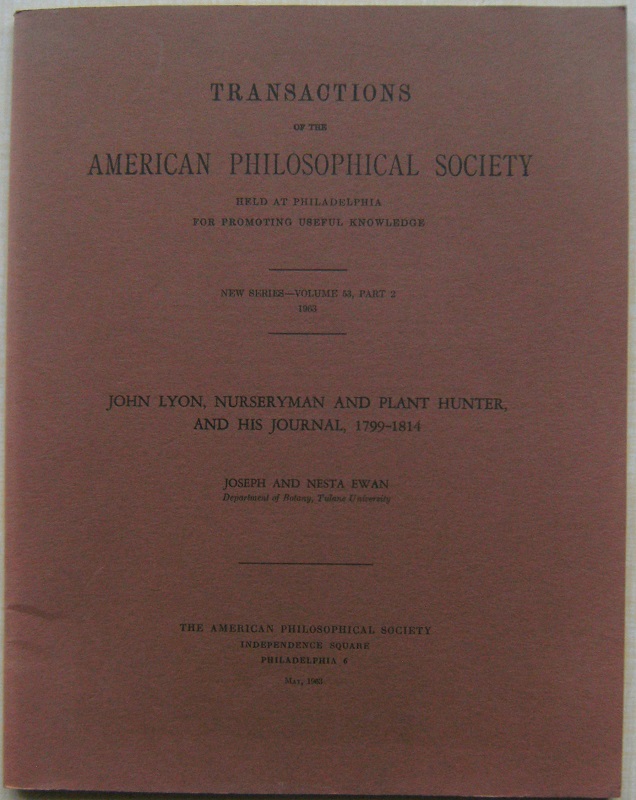 TRANSACTIONS
OF THE
AMERICAN PHILOSOPHICAL SOCIETY
HELD AT PHILADELPHIA
FOR PROMOTING USEFUL KNOWLEDGE
NEW SERIES—VOLUME 53, PART 2
1963
JOHN LYON, NURSERYMAN AND PLANT HUNTER,
AND HIS JOURNAL, 1799–1814
JOSEPH AND NESTA EWAN
Department of Botany, Tulane University
THE AMERICAN PHILOSOPHICAL SOCIETY
INDEPENDENCE SQUARE
PHILADELPHIA 6
May, 1963